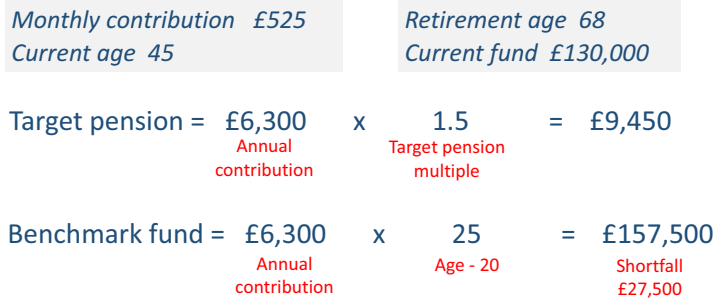 Monthly contribution £525
Current age 45
Retirement age 68
Current fund £130,000
Target pension = £6,300 x 1.5 = £9,450
Annual contribution
Target pension multiple
Benchmark fund = £6,300 x 25 = £157,500
Annual contribution
Age - 20
Shortfall £27,500